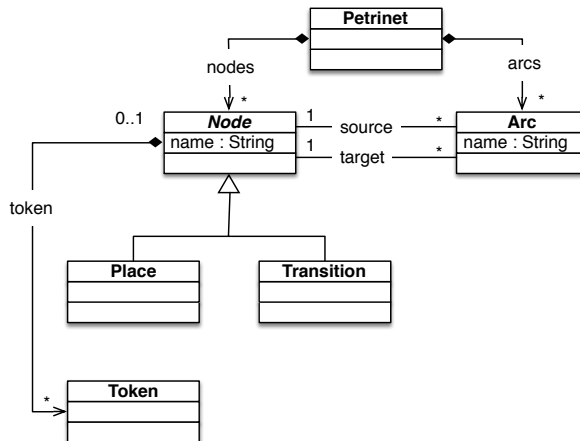 Petrinet
nodes
arcs
*
*
0..1
Node
1
source
*
Arc
name : String
1
target
*
name : String
token
Place
Transition
*
Token